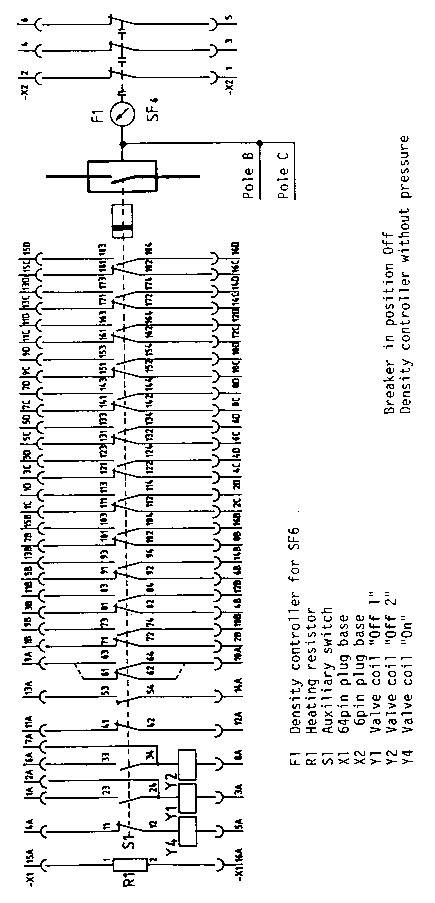 -X1 15A 4A 1A 2A 6A 7A 11A 13A 1B 9B 3B 11B 5B 13B 7B 15B 1C 1D 3C 3D 5C 5D 7C 7D 9C 9D 11C 11D 13C 13D 15C 15D -X2 2 4 6
1 11 23 33 41 53 61 63 71 73 81 83 91 93 101 103 111 113 121 123 131 133 141 143 151 153 161 163 171 173 181 183
R1 S1 F1
2 12 24 34 42 54 62 64 72 74 82 84 92 94 102 104 112 114 122 124 132 134 142 144 152 154 162 164 172 174 182 184
SF6
Y4 Y1 Y2
-X1 16A 5A 3A 8A 12A 14A 2B 10B 4B 12B 6B 14B 8B 16B 2C 2D 4C 4D 6C 6D 8C 8D 10C 10D 12C 12D 14C 14D 16C 16D -X2 1 3 5
Pole B
Pole C
F1 Density controller for SF6
R1 Heating resistor
S1 Auxiliary switch
X1 64pin plug base
X2 6pin plug base
Y1 Valve coil "Off 1"
Y2 Valve coil "Off 2"
Y4 Valve coil "On"
Breaker in position Off
Density controller without pressure